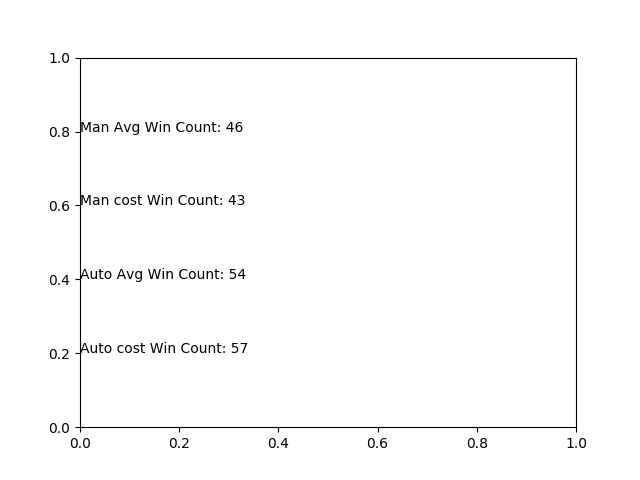 1.0
Man Avg Win Count: 46
0.8
Man cost Win Count: 43
0.6
Auto Avg Win Count: 54
0.4
Auto cost Win Count: 57
0.2
0.0
0.0 0.2 0.4 0.6 0.8 1.0